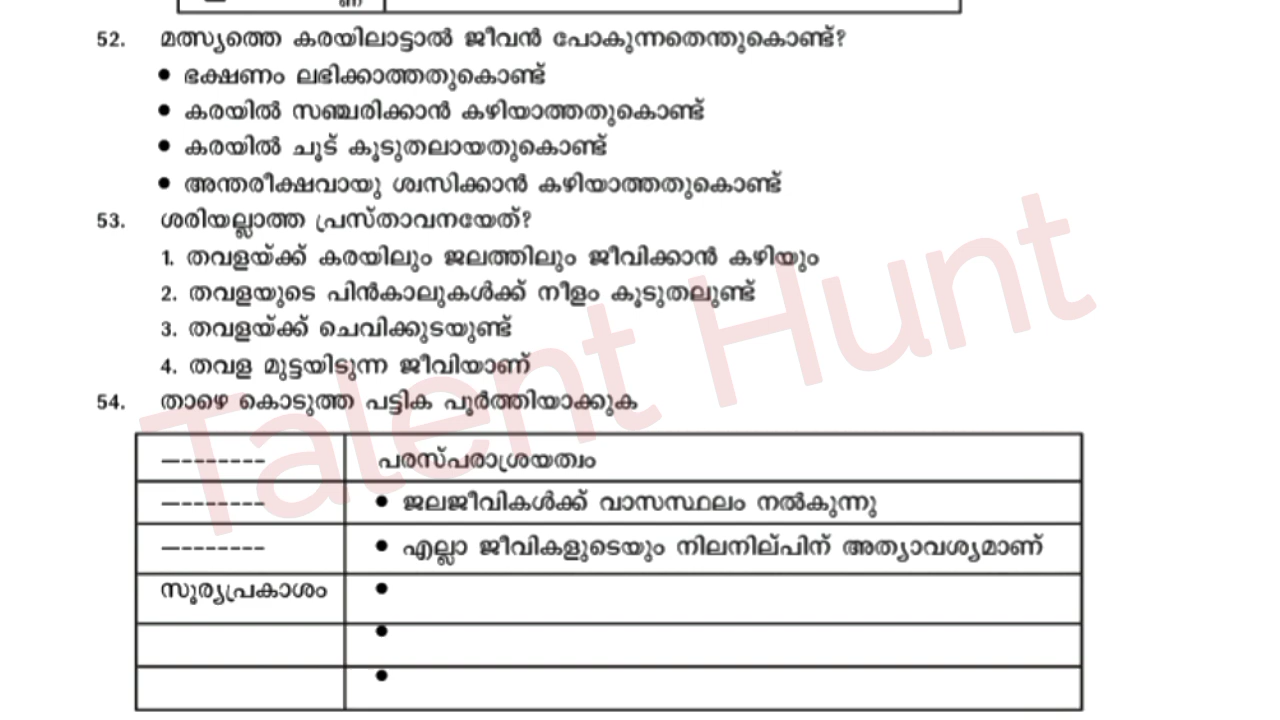 52. മത്സ്യത്തെ കരയിലാട്ടാൽ ജീവൻ പോകുന്നതെന്തുകൊണ്ട്?
● ഭക്ഷണം ലഭിക്കാത്തതുകൊണ്ട്
● കരയിൽ സഞ്ചരിക്കാൻ കഴിയാത്തതുകൊണ്ട്
● കരയിൽ ചൂട് കൂടുതലായതുകൊണ്ട്
● അന്തരീക്ഷവായു ശ്വസിക്കാൻ കഴിയാത്തതുകൊണ്ട്
53. ശരിയല്ലാത്ത പ്രസ്താവനയേത്?
1. തവളയ്ക്ക് കരയിലും ജലത്തിലും ജീവിക്കാൻ കഴിയും
2. തവളയുടെ പിൻകാലുകൾക്ക് നീളം കൂടുതലുണ്ട്
3. തവളയ്ക്ക് ചെവിക്കുടയുണ്ട്
4. തവള മുട്ടയിടുന്ന ജീവിയാണ്
54. താഴെ കൊടുത്ത പട്ടിക പൂർത്തിയാക്കുക
--------- പരസ്പരാശ്രയത്വം
--------- ● ജലജീവികൾക്ക് വാസസ്ഥലം നൽകുന്നു
--------- ● എല്ലാ ജീവികളുടെയും നിലനില്പിന് അത്യാവശ്യമാണ്
സൂര്യപ്രകാശം ●
●
●
Talent Hunt